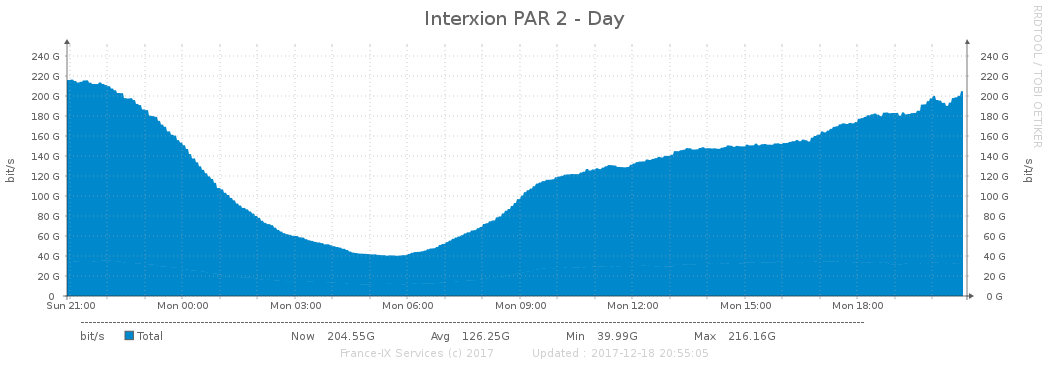 Interxion PAR 2 - Day
RRDTOOL / TOBI OETIKER
bit/s
240 G 240 G
220 G 220 G
200 G 200 G
180 G 180 G
160 G 160 G
140 G 140 G
120 G 120 G
100 G 100 G
80 G 80 G
60 G 60 G
40 G 40 G
20 G 20 G
0 0 G
bit/s
Sun 21:00 Mon 00:00 Mon 03:00 Mon 06:00 Mon 09:00 Mon 12:00 Mon 15:00 Mon 18:00
bit/s Total Now 204.55G Avg 126.25G Min 39.99G Max 216.16G
France-IX Services (c) 2017 Updated : 2017-12-18 20:55:05